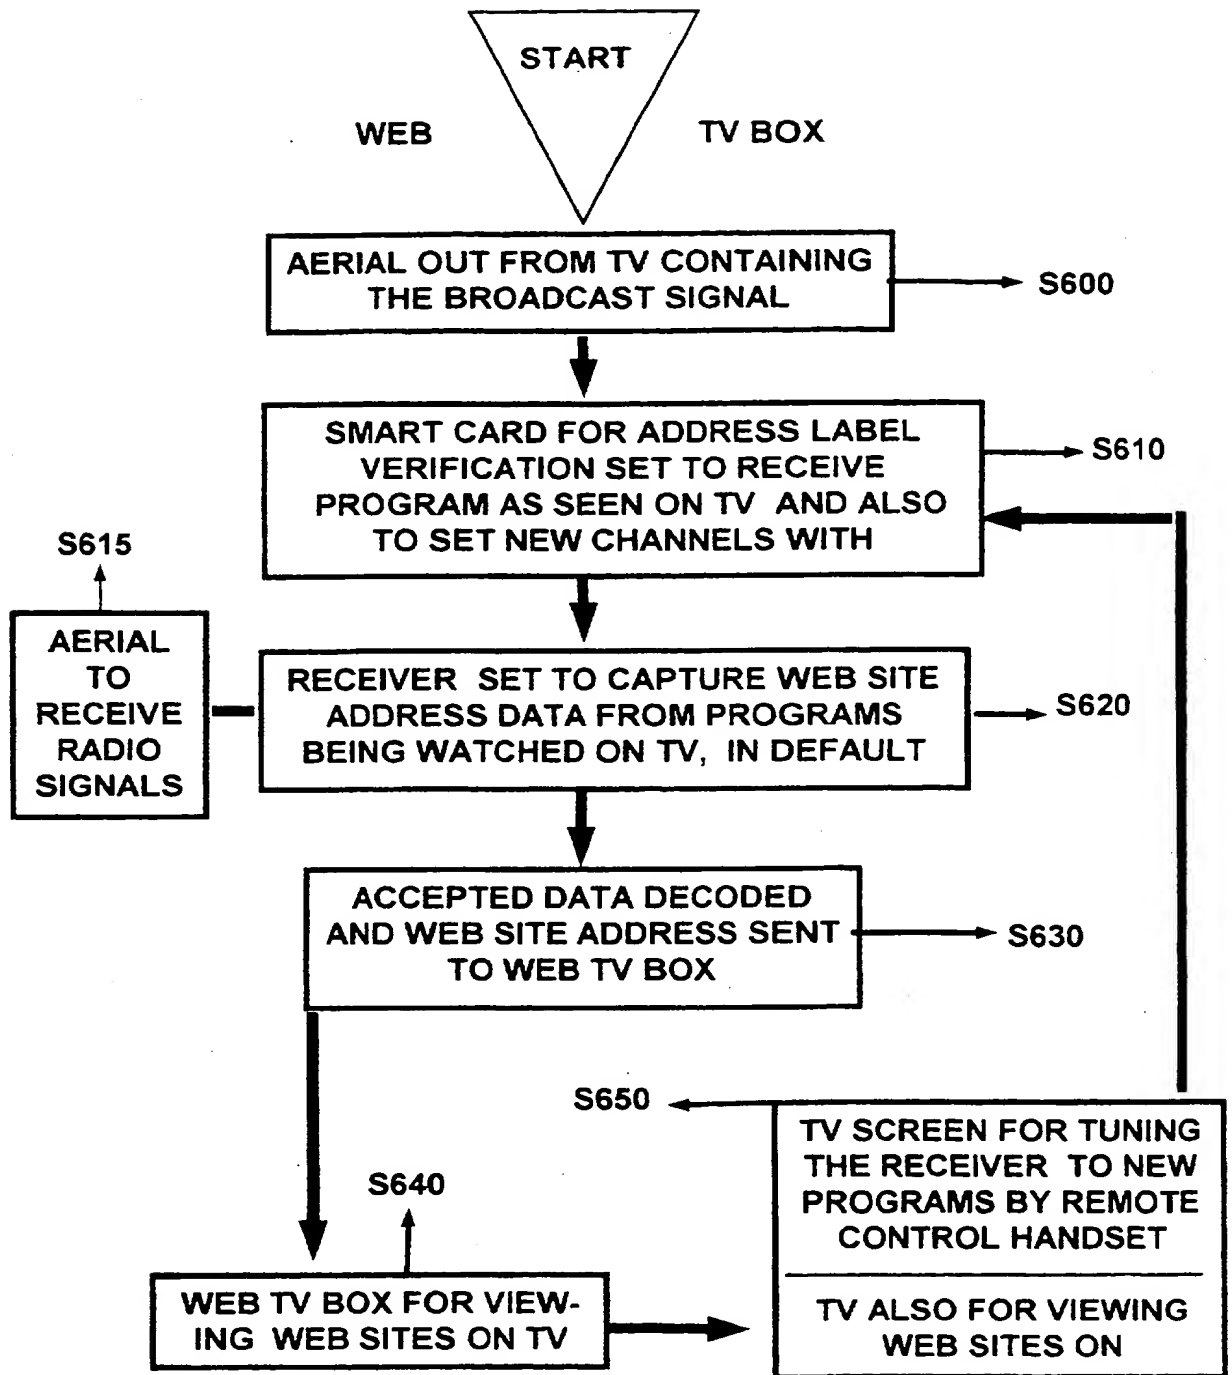 START
WEB
TV BOX
AERIAL OUT FROM TV CONTAINING
THE BROADCAST SIGNAL
S600
SMART CARD FOR ADDRESS LABEL
VERIFICATION SET TO RECEIVE
PROGRAM AS SEEN ON TV AND ALSO
TO SET NEW CHANNELS WITH
S610
S615
AERIAL
TO
RECEIVE
RADIO
SIGNALS
RECEIVER SET TO CAPTURE WEB SITE
ADDRESS DATA FROM PROGRAMS
BEING WATCHED ON TV, IN DEFAULT
S620
ACCEPTED DATA DECODED
AND WEB SITE ADDRESS SENT
TO WEB TV BOX
S630
S650
TV SCREEN FOR TUNING
THE RECEIVER TO NEW
PROGRAMS BY REMOTE
CONTROL HANDSET
TV ALSO FOR VIEWING
WEB SITES ON
S640
WEB TV BOX FOR VIEW-
ING WEB SITES ON TV